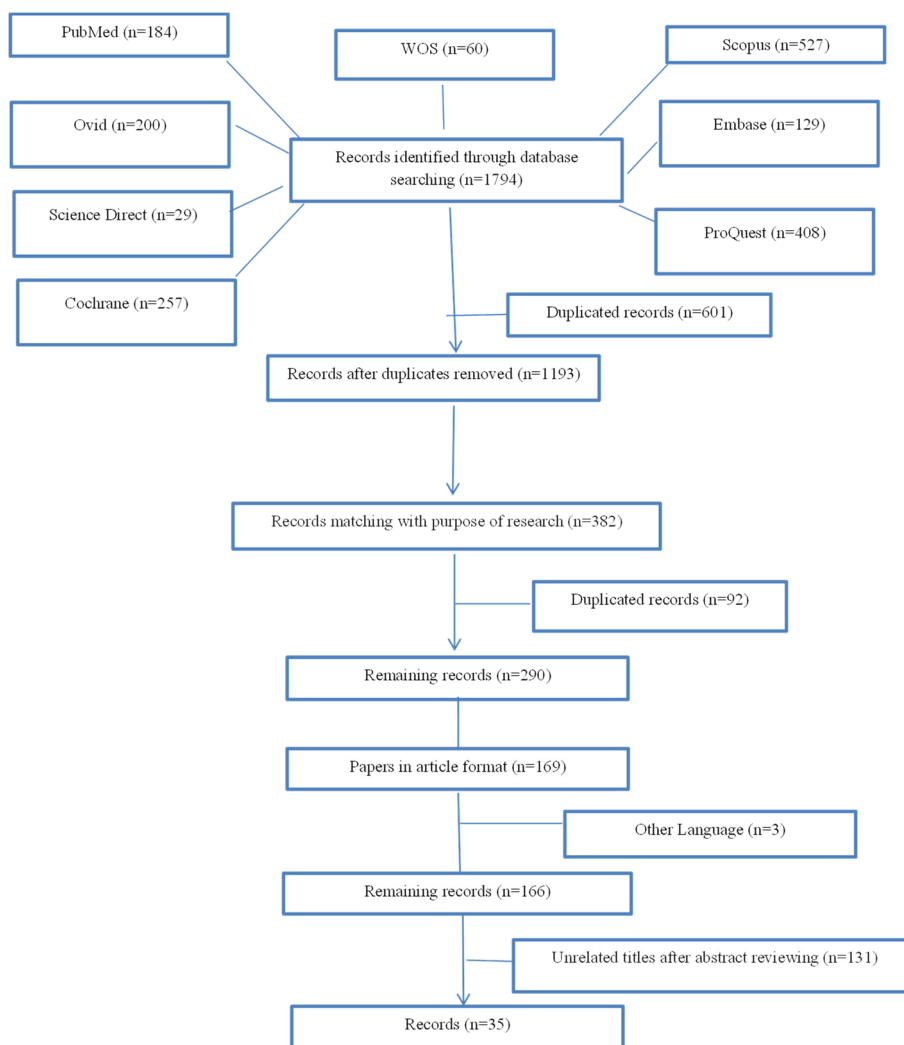 PubMed (n=184)
WOS (n=60)
Scopus (n=527)
Ovid (n=200)
Embase (n=129)
Records identified through database
searching (n=1794)
Science Direct (n=29)
ProQuest (n=408)
Cochrane (n=257)
Duplicated records (n=601)
Records after duplicates removed (n=1193)
Records matching with purpose of research (n=382)
Duplicated records (n=92)
Remaining records (n=290)
Papers in article format (n=169)
Other Language (n=3)
Remaining records (n=166)
Unrelated titles after abstract reviewing (n=131)
Records (n=35)